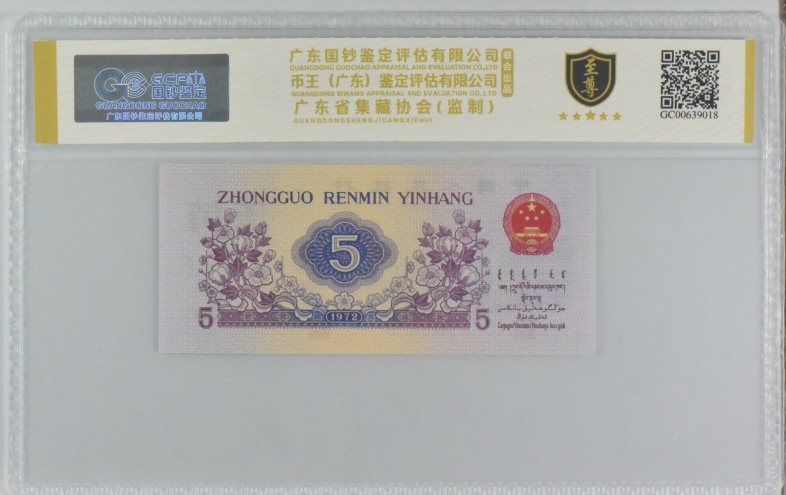 GCPA
国钞鉴定
GUANGDONG GUOCHAO
广东国钞鉴定评估有限公司
广东国钞鉴定评估有限公司
GUANGDONG GUOCHAO APPRAISAL AND EVALUATION CO.,LTD
币王（广东）鉴定评估有限公司
GUANGDONG BIWANG APPRAISAL AND EVALUATION CO.,LTD
广东省集藏协会(监制)
GUANGDONGSHENGJICANGXIEHUI
联合出品
至尊
GC00639018
ZHONGGUO RENMIN YINHANG
5
5
1972
5